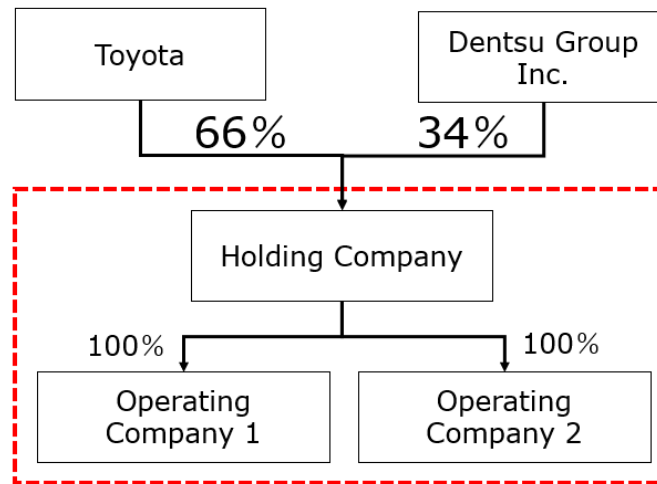 Toyota
Dentsu Group
Inc.
66%
34%
Holding Company
100%
100%
Operating
Company 1
Operating
Company 2